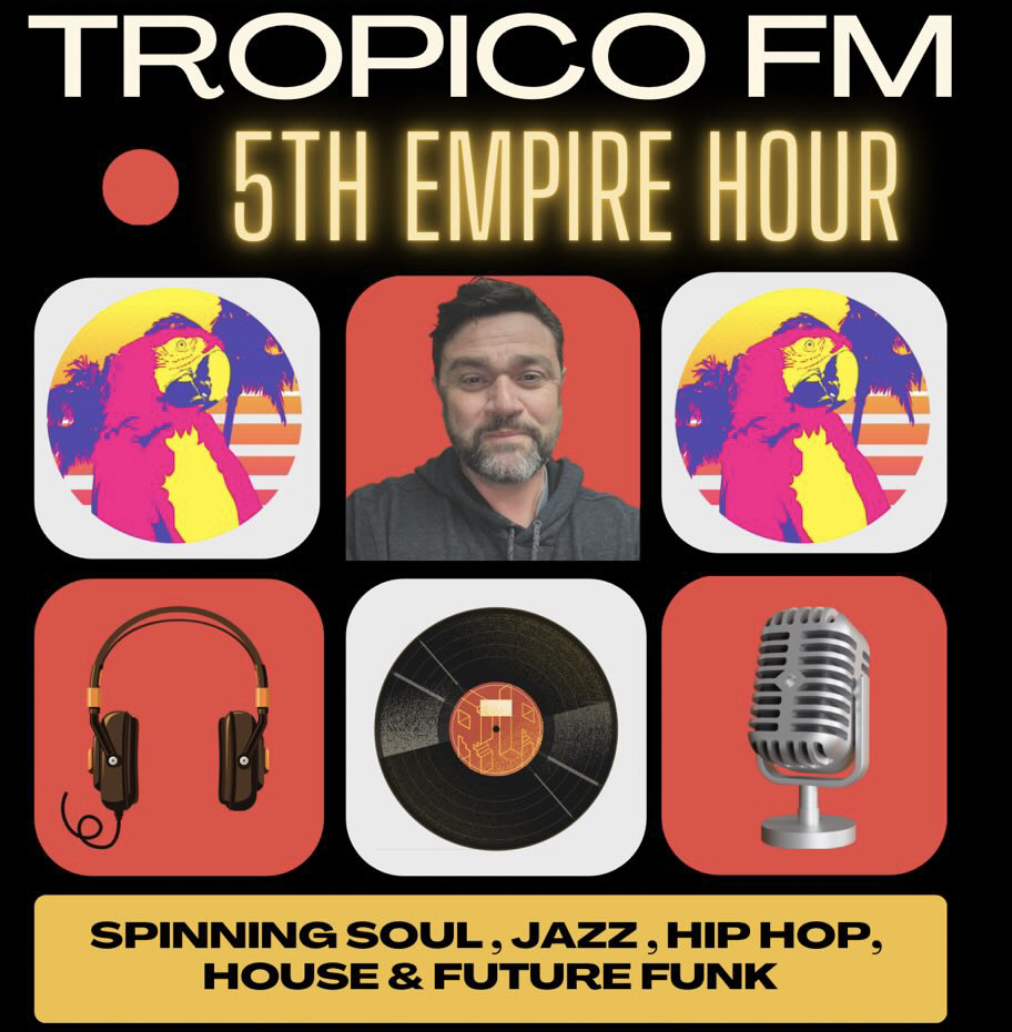 TROPICO FM
5TH EMPIRE HOUR
SPINNING SOUL , JAZZ , HIP HOP,
HOUSE & FUTURE FUNK